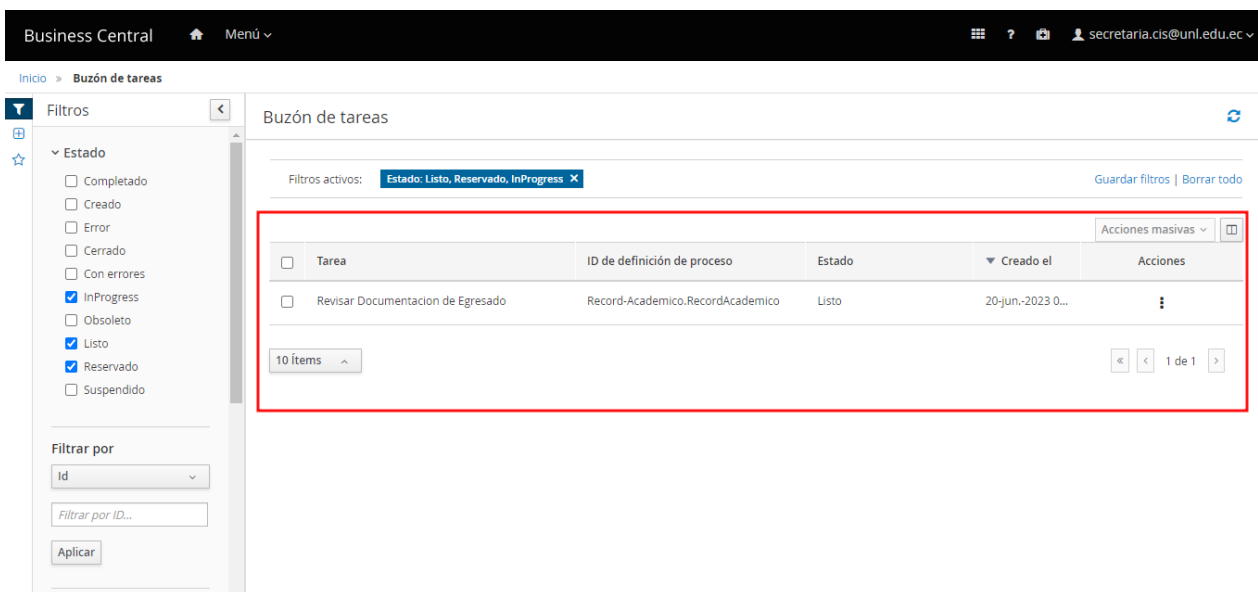 Business Central Menú ? secretaria.cis@unl.edu.ec
Inicio » Buzón de tareas
Filtros
Estado
Completado
Creado
Error
Cerrado
Con errores
InProgress
Obsoleto
Listo
Reservado
Suspendido
Filtrar por
Id
Filtrar por ID...
Aplicar
Buzón de tareas
Filtros activos: Estado: Listo, Reservado, InProgress X Guardar filtros | Borrar todo
Acciones masivas
Tarea ID de definición de proceso Estado Creado el Acciones
Revisar Documentacion de Egresado Record-Academico.RecordAcademico Listo 20-jun.-2023 0...
10 Ítems « < 1 de 1 >